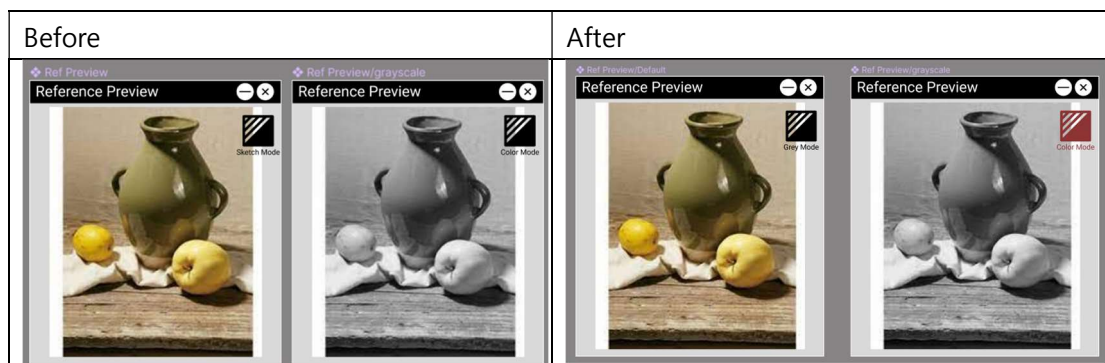 Before
After
Ref Preview
Ref Preview/grayscale
Reference Preview
Reference Preview
Sketch Mode
Color Mode
Ref Preview/Default
Ref Preview/grayscale
Reference Preview
Reference Preview
Grey Mode
Color Mode